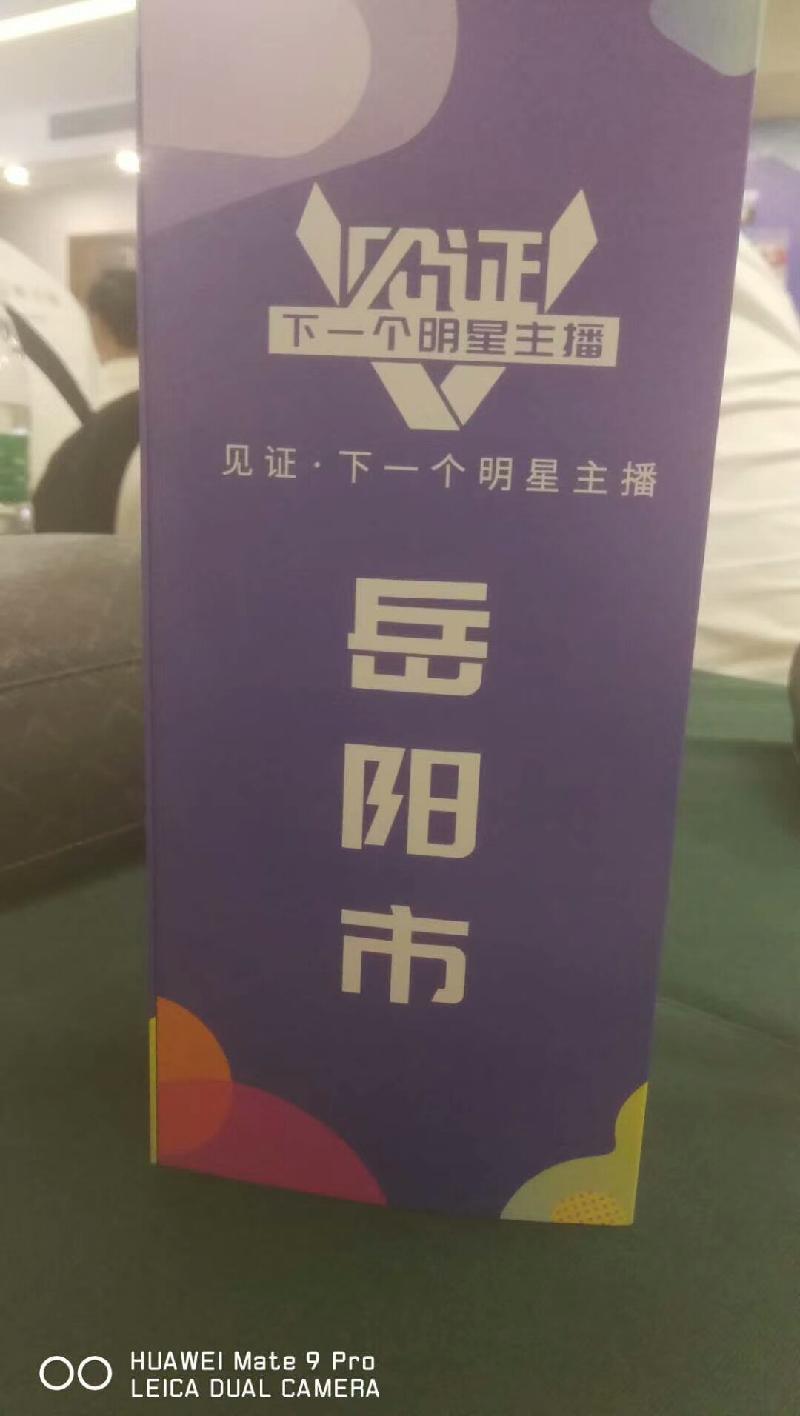 见证
下一个明星主播
见证·下一个明星主播
岳
阳
市
HUAWEI Mate 9 Pro
LEICA DUAL CAMERA